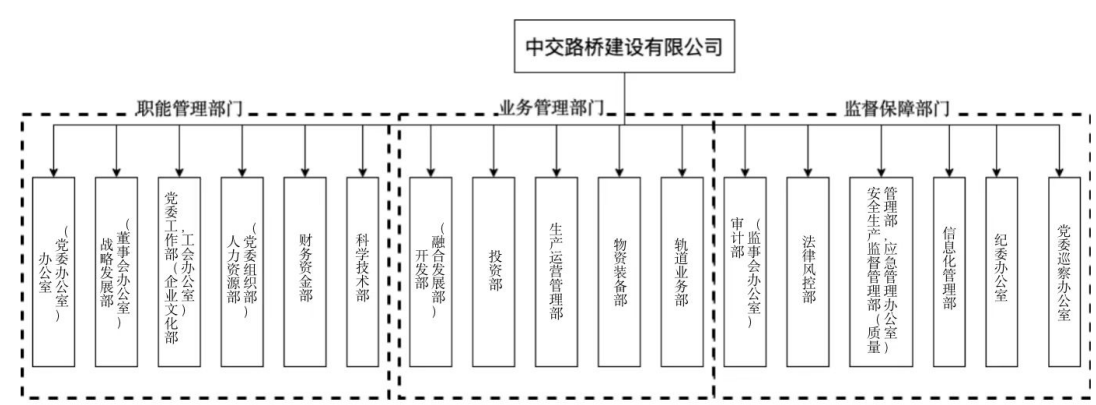 中交路桥建设有限公司
职能管理部门
业务管理部门
监督保障部门
办公室
（党委办公室）
战略发展部
（董事会办公室）
党委工作部（企业文化部
,工会办公室）
人力资源部
（党委组织部）
财务资金部
科学技术部
开发部
（融合发展部）
投资部
生产运营管理部
物资装备部
轨道业务部
审计部
（监事会办公室）
法律风控部
安全生产监督管理部（质量
管理部,应急管理办公室）
信息化管理部
纪委办公室
党委巡察办公室